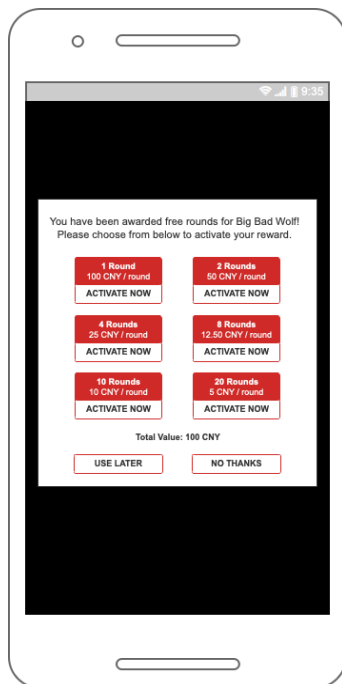 9:35
You have been awarded free rounds for Big Bad Wolf!
Please choose from below to activate your reward.
1 Round
100 CNY / round
ACTIVATE NOW
2 Rounds
50 CNY / round
ACTIVATE NOW
4 Rounds
25 CNY / round
ACTIVATE NOW
8 Rounds
12.50 CNY / round
ACTIVATE NOW
10 Rounds
10 CNY / round
ACTIVATE NOW
20 Rounds
5 CNY / round
ACTIVATE NOW
Total Value: 100 CNY
USE LATER
NO THANKS